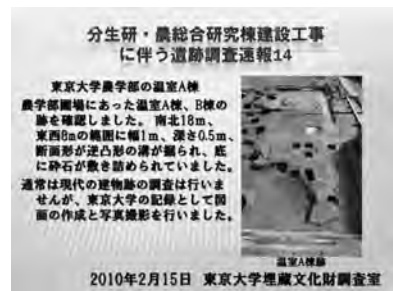 分生研・農総合研究棟建設工事
に伴う遺跡調査速報14
東京大学農学部の温室A棟
農学部圃場にあった温室A棟、B棟の
跡を確認しました。 南北18m、
東西8mの範囲に幅1m、深さ0.5m、
断面形が逆凸形の溝が掘られ、底
に砕石が敷き詰められていました。
通常は現代の建物跡の調査は行いま
せんが、東京大学の記録として図
面の作成と写真撮影を行いました。
温室A棟跡
2010年2月15日 東京大学埋蔵文化財調査室